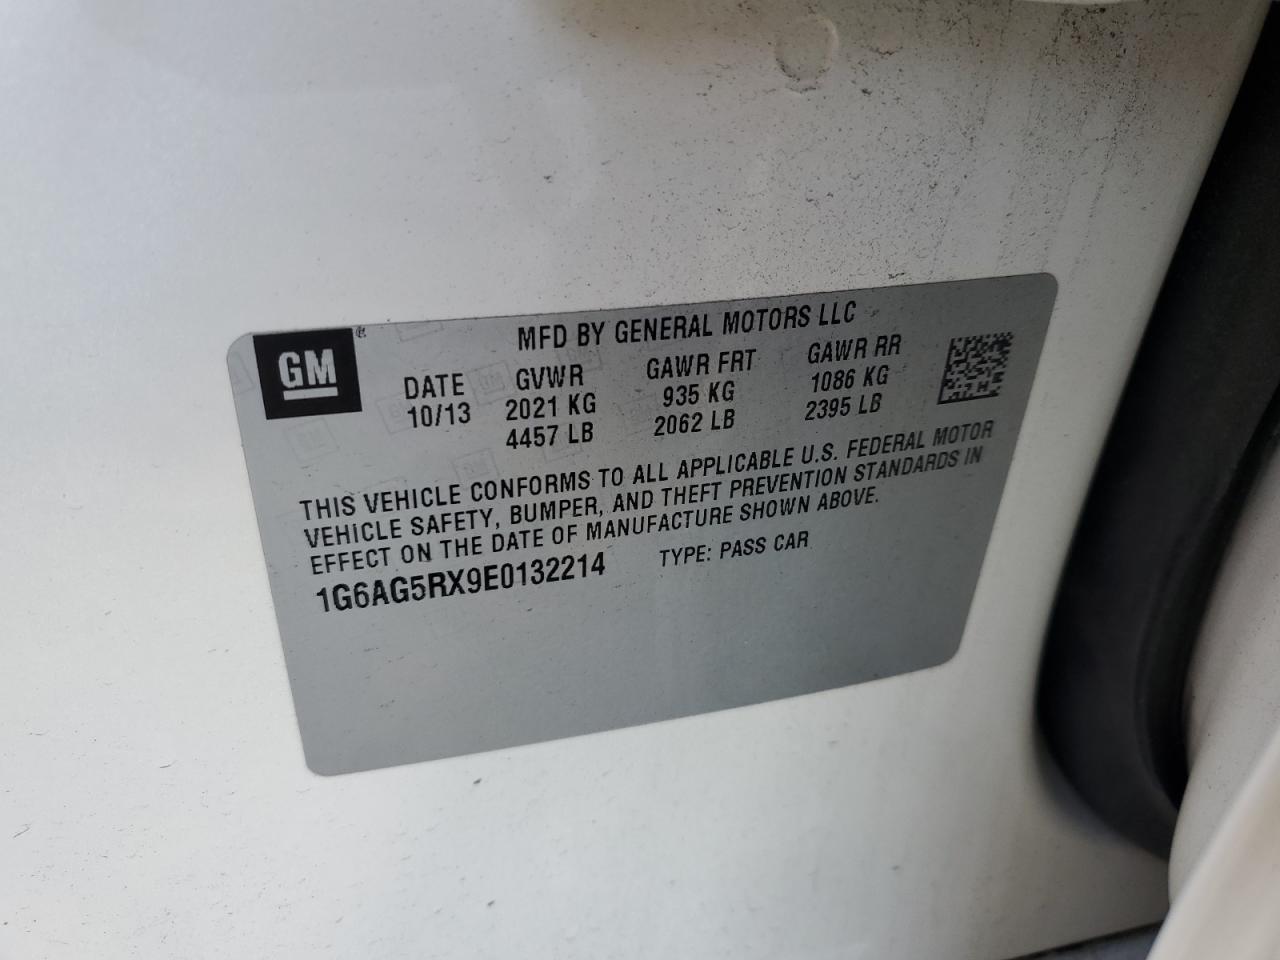 GM
MFD BY GENERAL MOTORS LLC
DATE GVWR GAWR FRT GAWR RR
10/13 2021 KG 935 KG 1086 KG
4457 LB 2062 LB 2395 LB
THIS VEHICLE CONFORMS TO ALL APPLICABLE U.S. FEDERAL MOTOR
VEHICLE SAFETY, BUMPER, AND THEFT PREVENTION STANDARDS IN
EFFECT ON THE DATE OF MANUFACTURE SHOWN ABOVE.
1G6AG5RX9E0132214 TYPE: PASS CAR